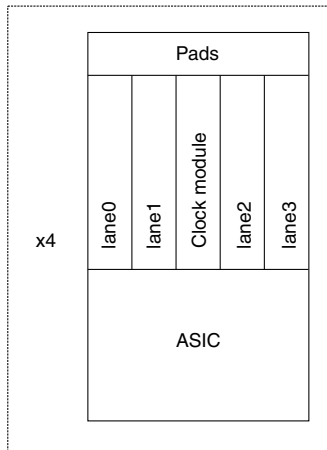 Pads
x4
lane0
lane1
Clock module
lane2
lane3
ASIC